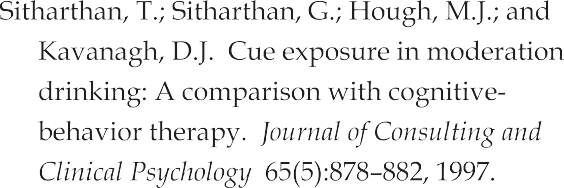 Sitharthan, T.; Sitharthan, G.; Hough, M.J.; and
Kavanagh, D.J.  Cue exposure in moderation
drinking: A comparison with cognitive-
behavior therapy.  Journal of Consulting and
Clinical Psychology  65(5):878–882, 1997.